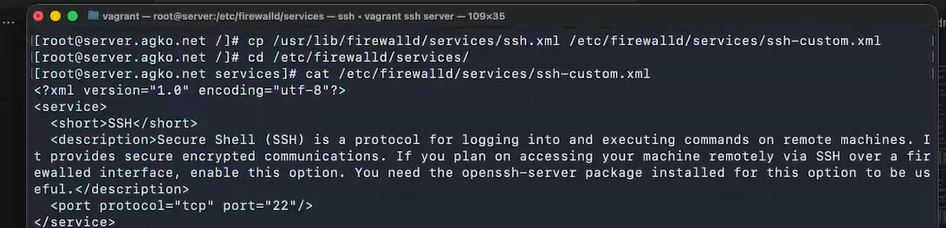 vagrant — root@server:/etc/firewalld/services — ssh ‹ vagrant ssh server — 109×35
[root@server.agko.net /]# cp /usr/lib/firewalld/services/ssh.xml /etc/firewalld/services/ssh-custom.xml
[root@server.agko.net /]# cd /etc/firewalld/services/
[root@server.agko.net services]# cat /etc/firewalld/services/ssh-custom.xml
<?xml version="1.0" encoding="utf-8"?>
<service>
  <short>SSH</short>
  <description>Secure Shell (SSH) is a protocol for logging into and executing commands on remote machines. I
t provides secure encrypted communications. If you plan on accessing your machine remotely via SSH over a fir
ewalled interface, enable this option. You need the openssh-server package installed for this option to be us
eful.</description>
  <port protocol="tcp" port="22"/>
</service>